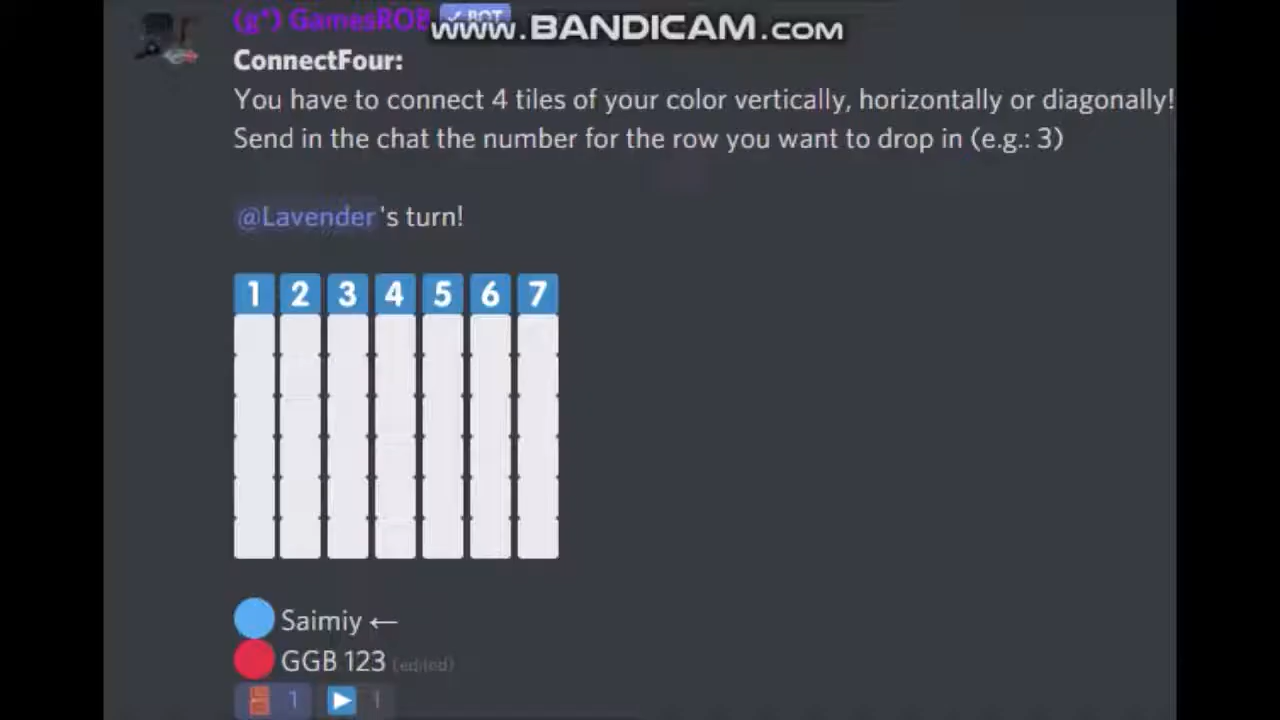 (g*) GamesROB ✓ BOT
www.BANDICAM.com
ConnectFour:
You have to connect 4 tiles of your color vertically, horizontally or diagonally!
Send in the chat the number for the row you want to drop in (e.g.: 3)
@Lavender's turn!
1 2 3 4 5 6 7
Saimiy ←
GGB 123 (edited)
1 1